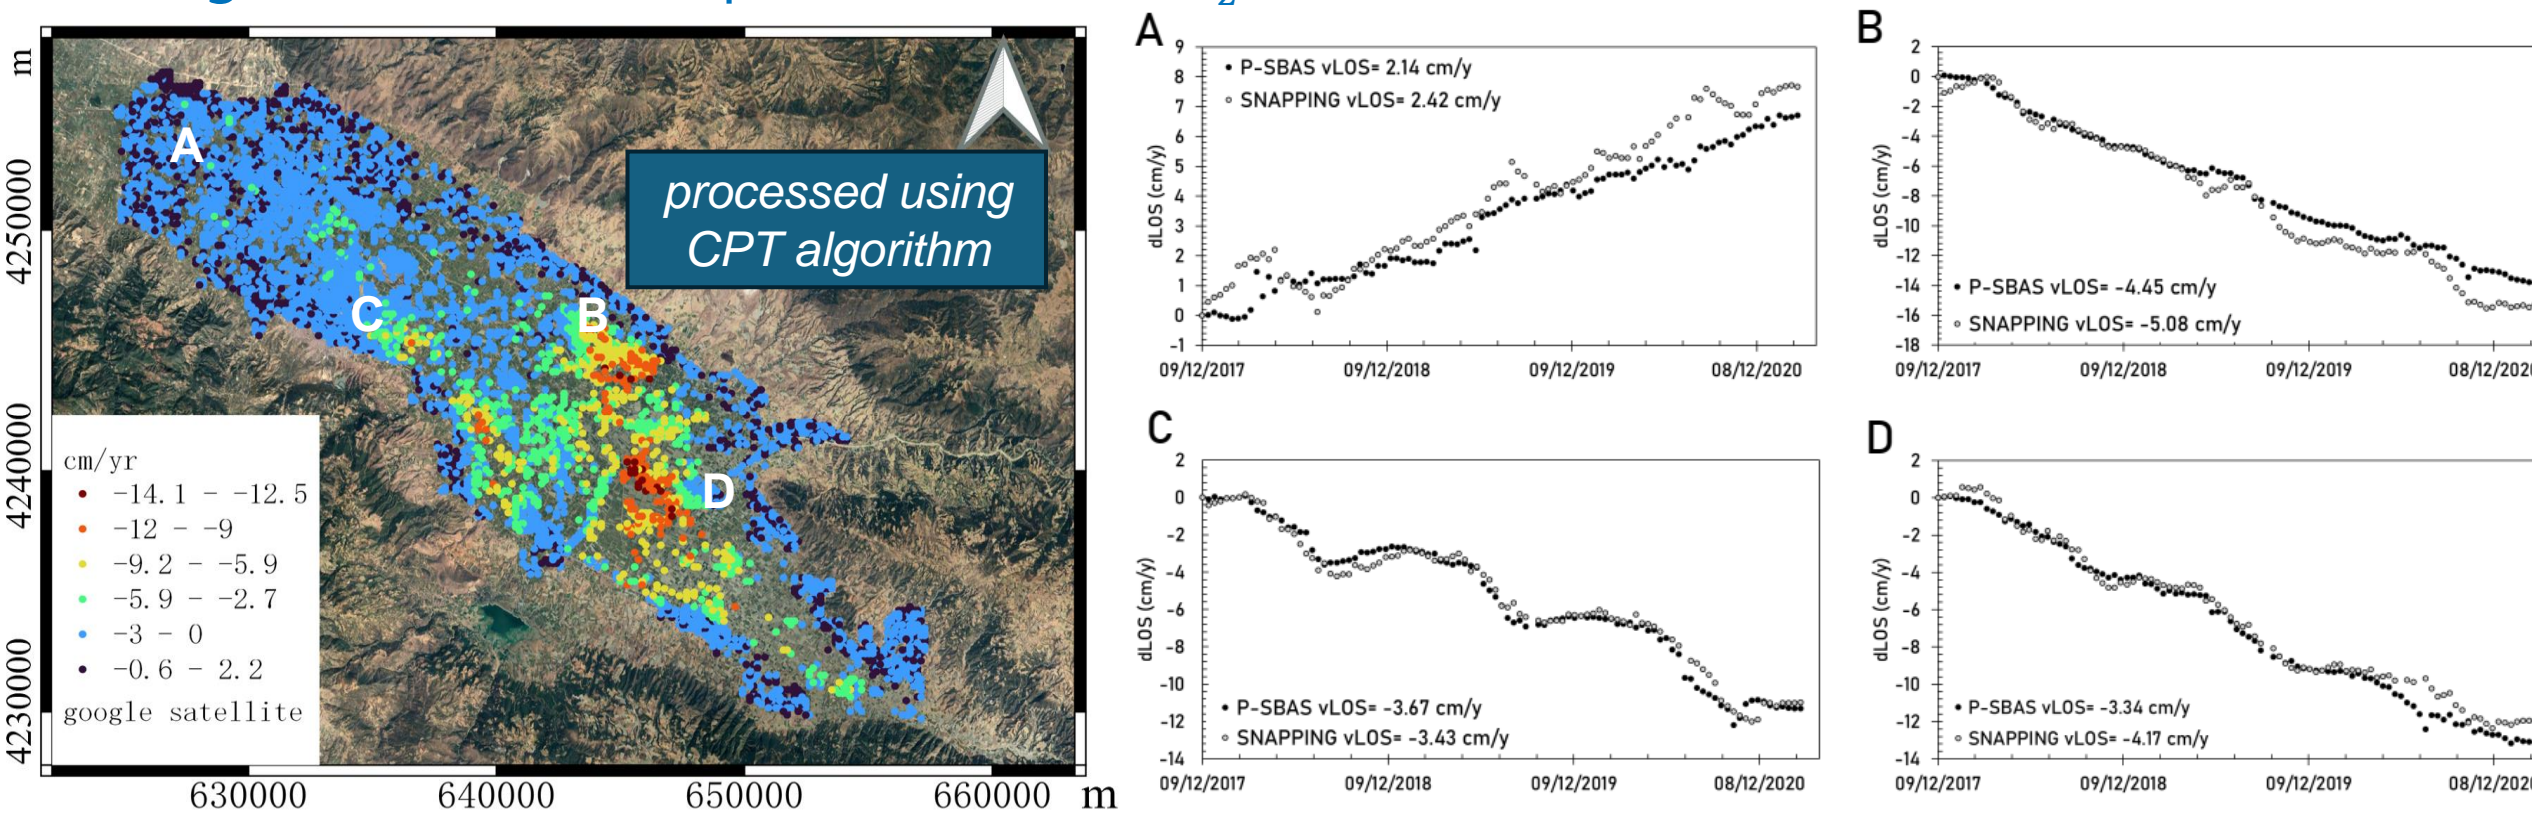 m
4250000
4240000
4230000
630000
640000
650000
660000
m
A
B
C
D
processed using
CPT algorithm
cm/yr
-14.1 - -12.5
-12 - -9
-9.2 - -5.9
-5.9 - -2.7
-3 - 0
-0.6 - 2.2
google satellite
A
9
8
7
6
5
4
3
2
1
0
-1
dLOS (cm/y)
P-SBAS vLOS= 2.14 cm/y
SNAPPING vLOS= 2.42 cm/y
09/12/2017
09/12/2018
09/12/2019
08/12/2020
B
2
0
-2
-4
-6
-8
-10
-12
-14
-16
-18
dLOS (cm/y)
P-SBAS vLOS= -4.45 cm/y
SNAPPING vLOS= -5.08 cm/y
09/12/2017
09/12/2018
09/12/2019
08/12/2020
C
2
0
-2
-4
-6
-8
-10
-12
-14
dLOS (cm/y)
P-SBAS vLOS= -3.67 cm/y
SNAPPING vLOS= -3.43 cm/y
09/12/2017
09/12/2018
09/12/2019
08/12/2020
D
2
0
-2
-4
-6
-8
-10
-12
-14
dLOS (cm/y)
P-SBAS vLOS= -3.34 cm/y
SNAPPING vLOS= -4.17 cm/y
09/12/2017
09/12/2018
09/12/2019
08/12/2020